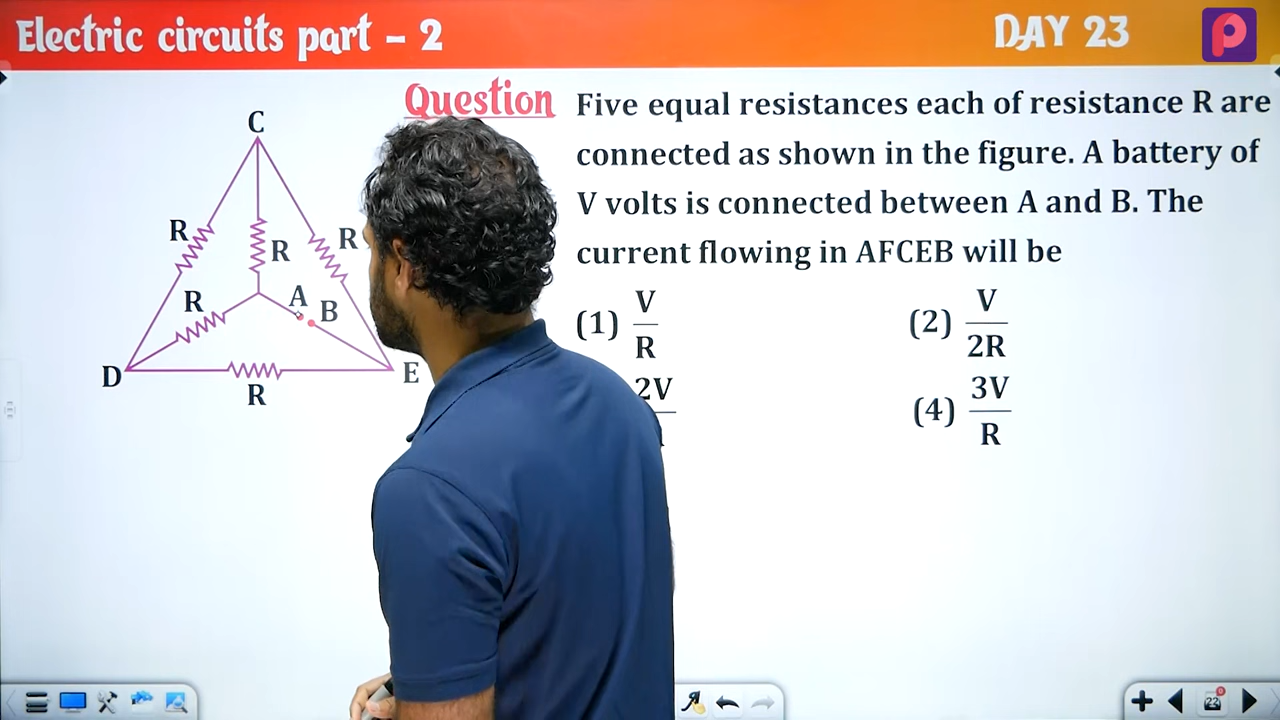 Electric circuits part – 2
DAY 23
Question
Five equal resistances each of resistance R are
connected as shown in the figure. A battery of
V volts is connected between A and B. The
current flowing in AFCEB will be
(1) V/R
(2) V/2R
2V
(4) 3V/R
C
R
R
R
R
A
B
D
E
R
22